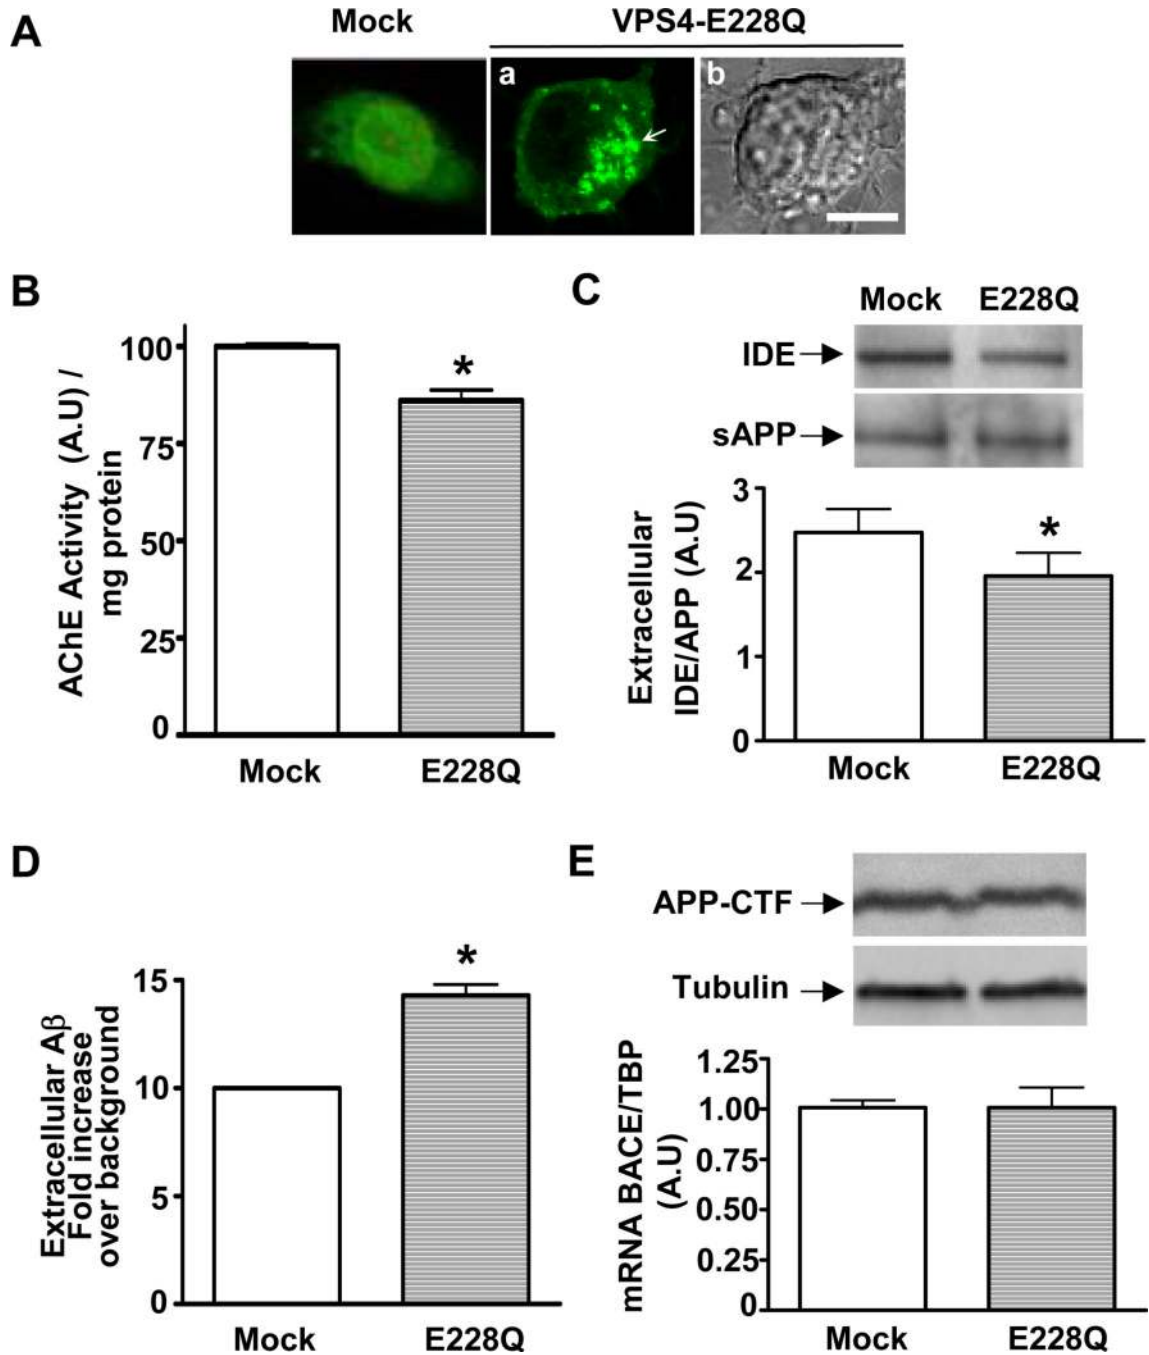 A
Mock
VPS4-E228Q
a
b
B
AChE Activity (A.U) /
mg protein
100
75
50
25
0
*
Mock
E228Q
C
Mock
E228Q
IDE
sAPP
Extracellular
IDE/APP (A.U)
3
2
1
0
*
Mock
E228Q
D
Extracellular Aβ
Fold increase
over background
15
10
5
0
*
Mock
E228Q
E
APP-CTF
Tubulin
mRNA BACE/TBP
(A.U)
1.25
1.00
0.75
0.50
0.25
0
Mock
E228Q